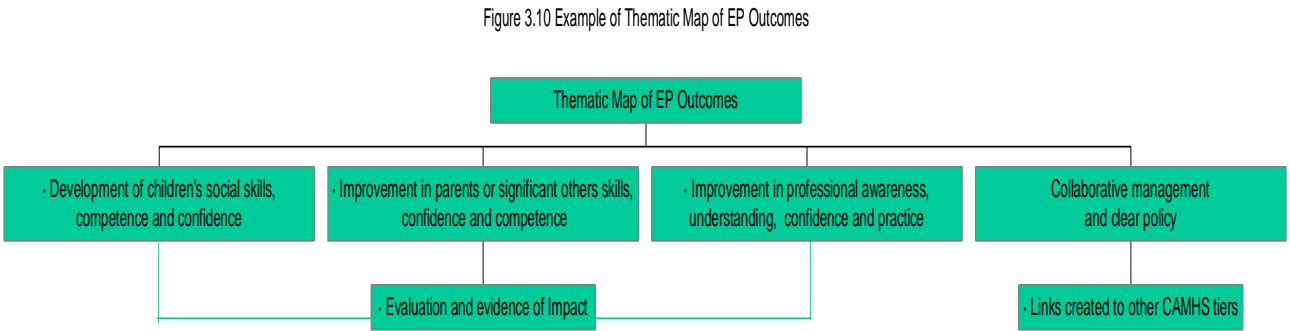 Figure 3.10 Example of Thematic Map of EP Outcomes
Thematic Map of EP Outcomes
· Development of children's social skills,
competence and confidence
· Improvement in parents or significant others skills,
confidence and competence
· Improvement in professional awareness,
understanding, confidence and practice
Collaborative management
and clear policy
· Evaluation and evidence of Impact
· Links created to other CAMHS tiers